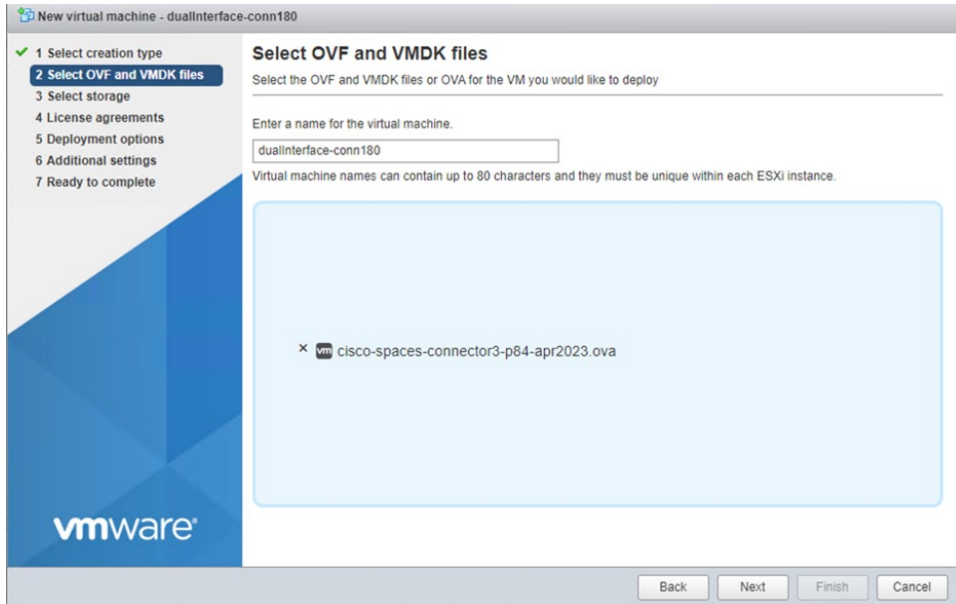 New virtual machine - dualInterface-conn180
1 Select creation type
2 Select OVF and VMDK files
3 Select storage
4 License agreements
5 Deployment options
6 Additional settings
7 Ready to complete
Select OVF and VMDK files
Select the OVF and VMDK files or OVA for the VM you would like to deploy
Enter a name for the virtual machine.
dualInterface-conn180
Virtual machine names can contain up to 80 characters and they must be unique within each ESXi instance.
vm cisco-spaces-connector3-p84-apr2023.ova
vmware®
Back Next Finish Cancel